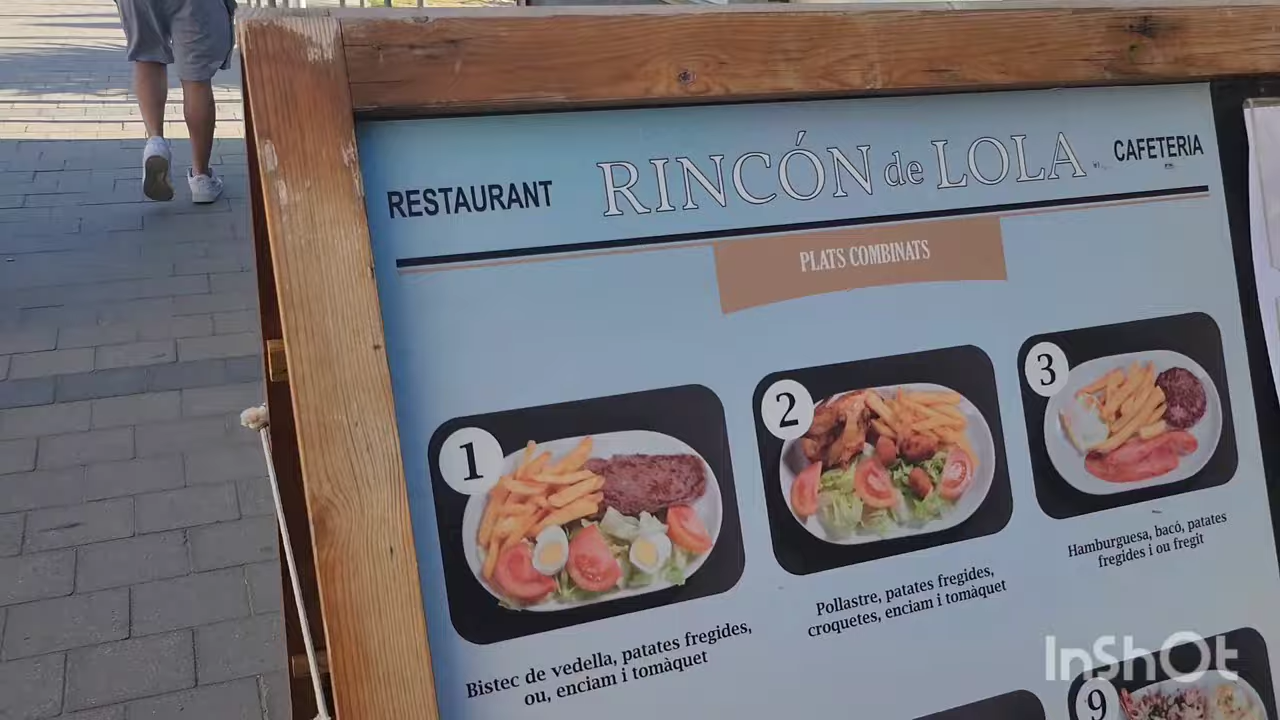 RESTAURANT
RINCÓN de LOLA
CAFETERIA
PLATS COMBINATS
1
Bistec de vedella, patates fregides,
ou, enciam i tomàquet
2
Pollastre, patates fregides,
croquetes, enciam i tomàquet
3
Hamburguesa, bacó, patates
fregides i ou fregit
9
InShOt